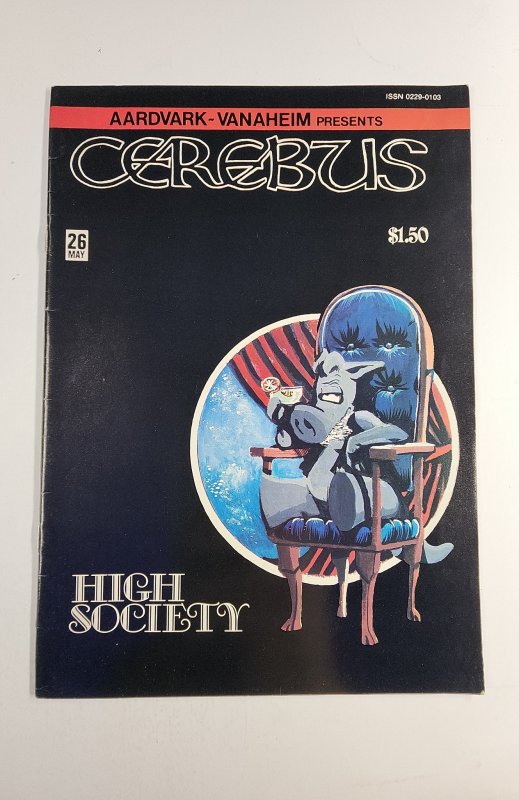 ISSN 0229-0103
AARDVARK-VANAHEIM PRESENTS
CEREBUS
26
MAY
$1.50
HIGH
SOCIETY